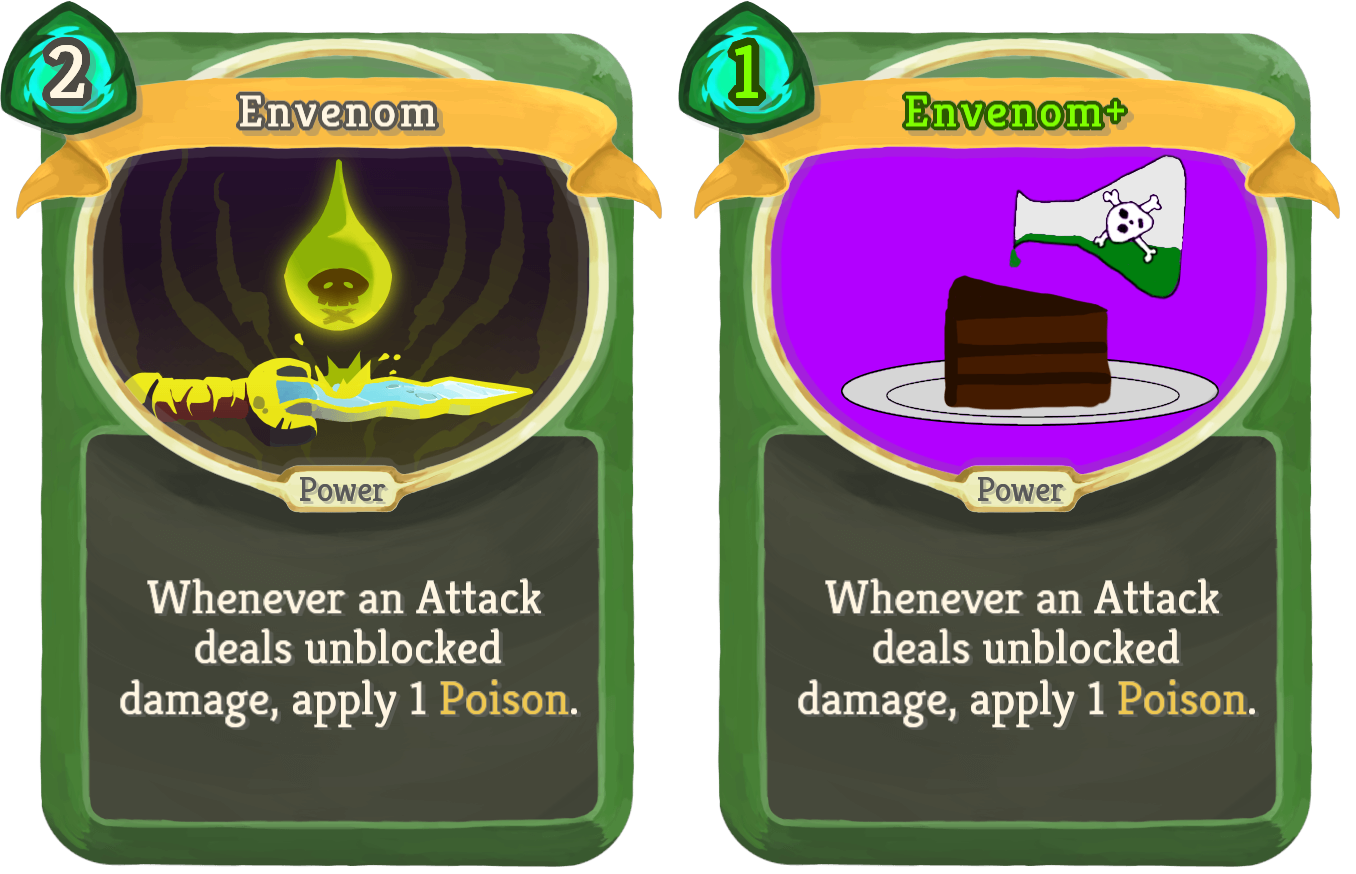 2
Envenom
Power
Whenever an Attack
deals unblocked
damage, apply 1 Poison.
1
Envenom+
Power
Whenever an Attack
deals unblocked
damage, apply 1 Poison.